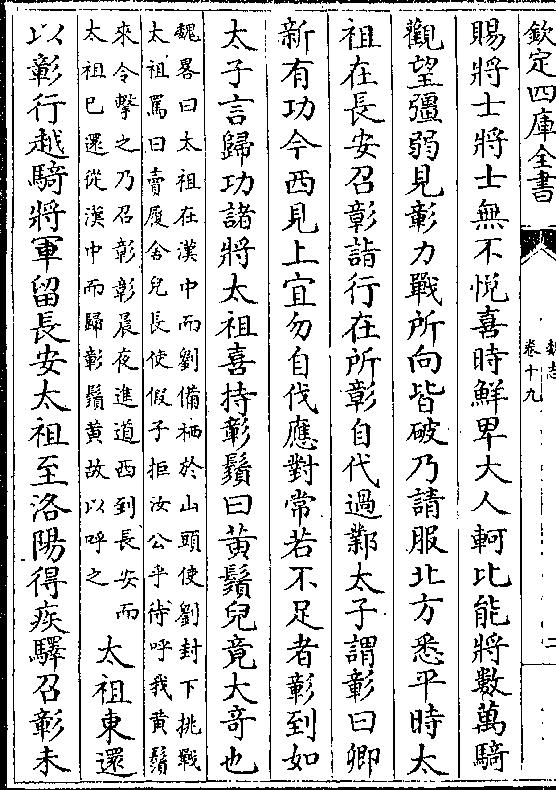 欽定四庫全書
魏志
卷十九
二
賜將士將士無不悅喜時鮮卑大人軻比能將數萬騎
觀望彊弱見彰力戰所向皆破乃請服北方悉平時太
祖在長安召彰詣行在所彰自代過鄴太子謂彰曰卿
新有功今西見上宜勿自伐應對常若不足者彰到如
太子言歸功諸將太祖喜持彰鬚曰黄鬚兒竟大奇也
魏畧曰太祖在漢中而劉備栖於山頭使劉封下挑戰
太祖罵曰賣履舍兒長使假子拒汝公乎待呼我黄鬚
來令擊之乃召彰彰晨夜進道西到長安而
太祖已還從漢中而歸彰鬚黄故以呼之
太祖東還
以彰行越騎將軍留長安太祖至洛陽得疾驛召彰未